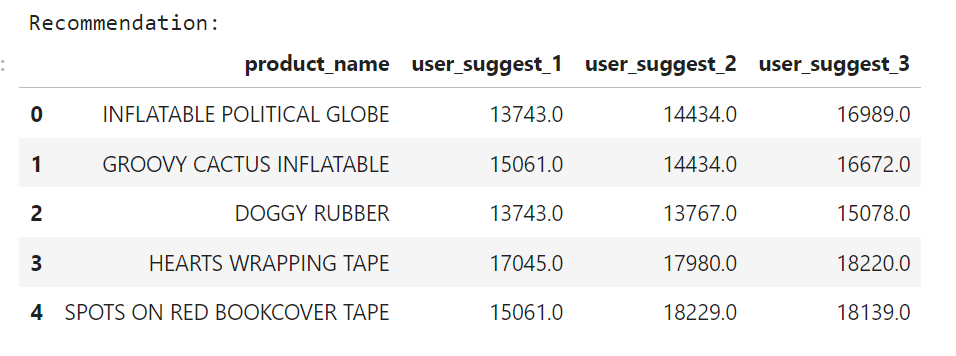 Recommendation:
:
product_name user_suggest_1 user_suggest_2 user_suggest_3
0 INFLATABLE POLITICAL GLOBE 13743.0 14434.0 16989.0
1 GROOVY CACTUS INFLATABLE 15061.0 14434.0 16672.0
2 DOGGY RUBBER 13743.0 13767.0 15078.0
3 HEARTS WRAPPING TAPE 17045.0 17980.0 18220.0
4 SPOTS ON RED BOOKCOVER TAPE 15061.0 18229.0 18139.0